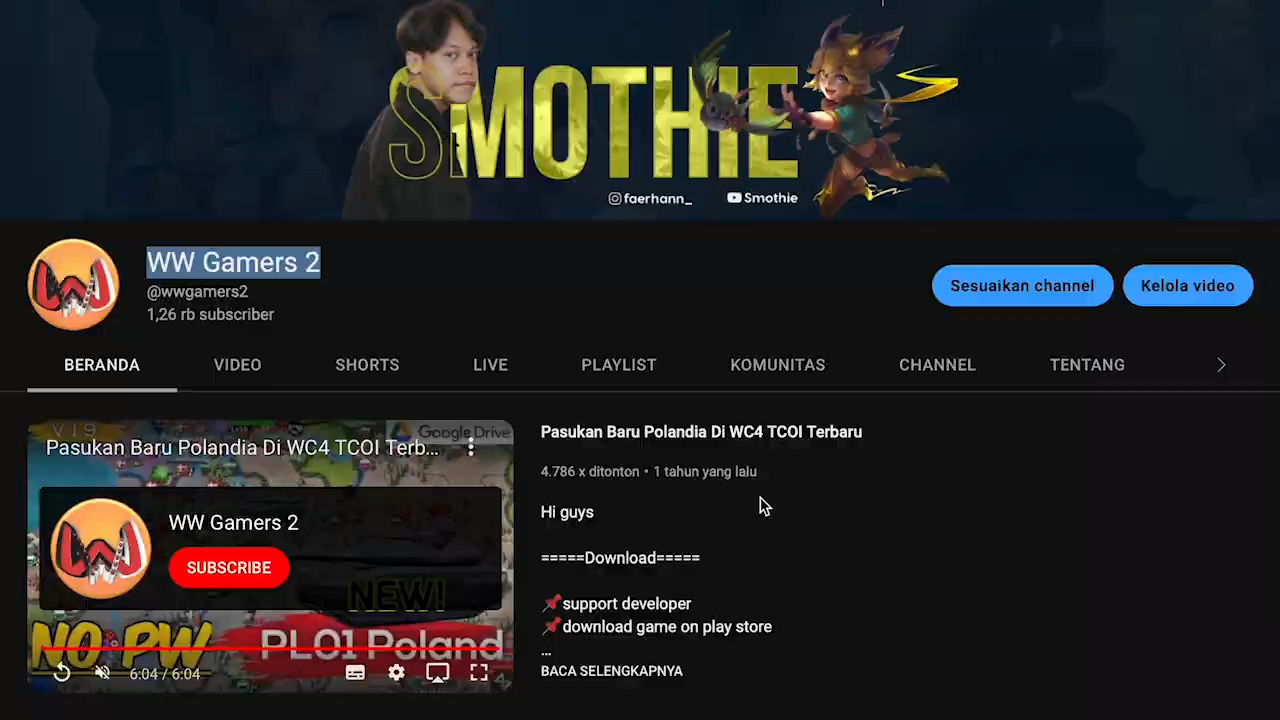 SMOTHIE
faerhann_ Smothie
WW Gamers 2
@wwgamers2
1,26 rb subscriber
Sesuaikan channel Kelola video
BERANDA VIDEO SHORTS LIVE PLAYLIST KOMUNITAS CHANNEL TENTANG
V19 Google Drive
Pasukan Baru Polandia Di WC4 TCOI Terb...
WW Gamers 2
SUBSCRIBE
NEW!
NO PW PL01 Poland
6:04 / 6:04
Pasukan Baru Polandia Di WC4 TCOI Terbaru
4.786 x ditonton • 1 tahun yang lalu
Hi guys
=====Download=====
📌support developer
📌download game on play store
...
BACA SELENGKAPNYA